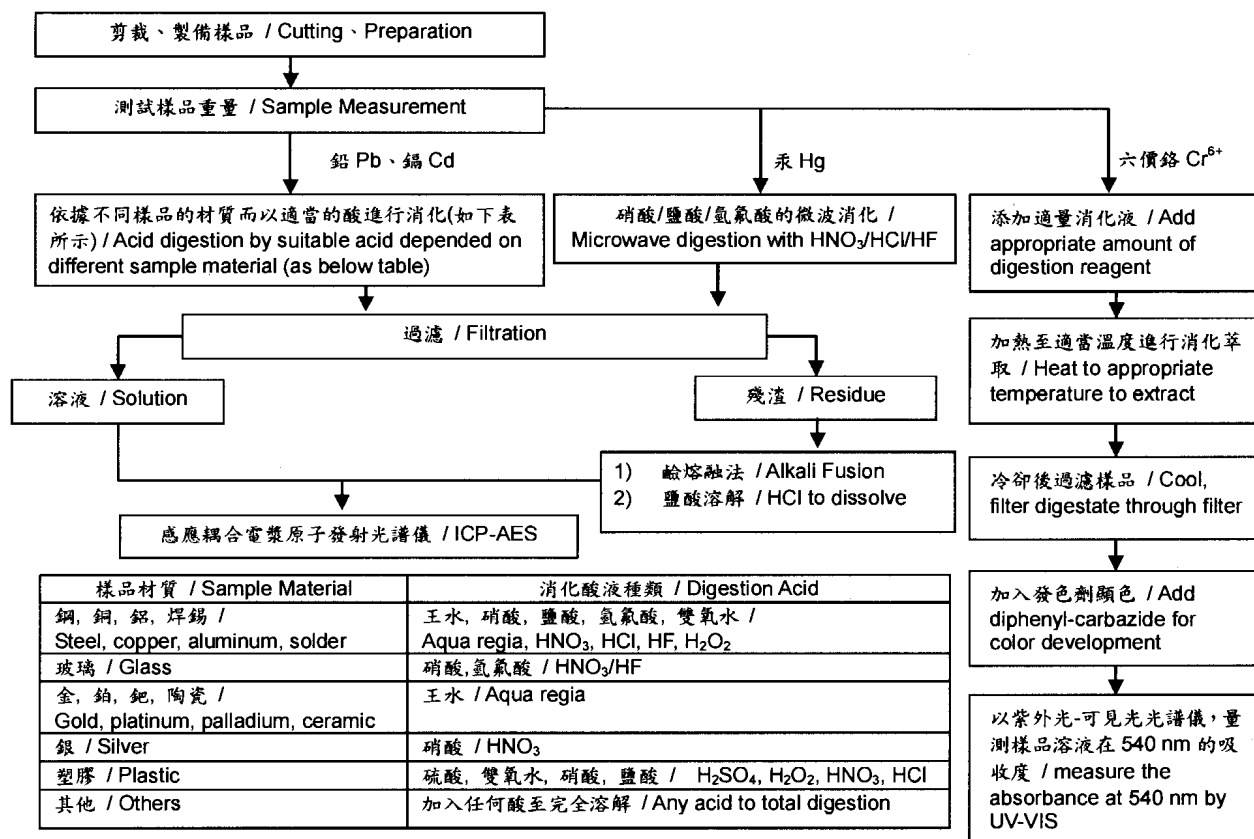 剪裁、製備樣品 / Cutting、Preparation
測試樣品重量 / Sample Measurement
鉛 Pb、鎘 Cd
汞 Hg
六價鉻 Cr⁶⁺
依據不同樣品的材質而以適當的酸進行消化(如下表
所示) / Acid digestion by suitable acid depended on
different sample material (as below table)
硝酸/鹽酸/氫氟酸的微波消化 /
Microwave digestion with HNO₃/HCl/HF
添加適量消化液 / Add
appropriate amount of
digestion reagent
過濾 / Filtration
加熱至適當溫度進行消化萃
取 / Heat to appropriate
temperature to extract
溶液 / Solution
殘渣 / Residue
1) 鹼熔融法 / Alkali Fusion
2) 鹽酸溶解 / HCl to dissolve
冷卻後過濾樣品 / Cool,
filter digestate through filter
感應耦合電漿原子發射光譜儀 / ICP-AES
加入發色劑顯色 / Add
diphenyl-carbazide for
color development
以紫外光-可見光光譜儀，量
測樣品溶液在 540 nm 的吸
收度 / measure the
absorbance at 540 nm by
UV-VIS
樣品材質 / Sample Material
消化酸液種類 / Digestion Acid
鋼, 銅, 鋁, 焊錫 /
Steel, copper, aluminum, solder
王水, 硝酸, 鹽酸, 氫氟酸, 雙氧水 /
Aqua regia, HNO₃, HCl, HF, H₂O₂
玻璃 / Glass
硝酸,氫氟酸 / HNO₃/HF
金, 鉑, 鈀, 陶瓷 /
Gold, platinum, palladium, ceramic
王水 / Aqua regia
銀 / Silver
硝酸 / HNO₃
塑膠 / Plastic
硫酸, 雙氧水, 硝酸, 鹽酸 / H₂SO₄, H₂O₂, HNO₃, HCl
其他 / Others
加入任何酸至完全溶解 / Any acid to total digestion